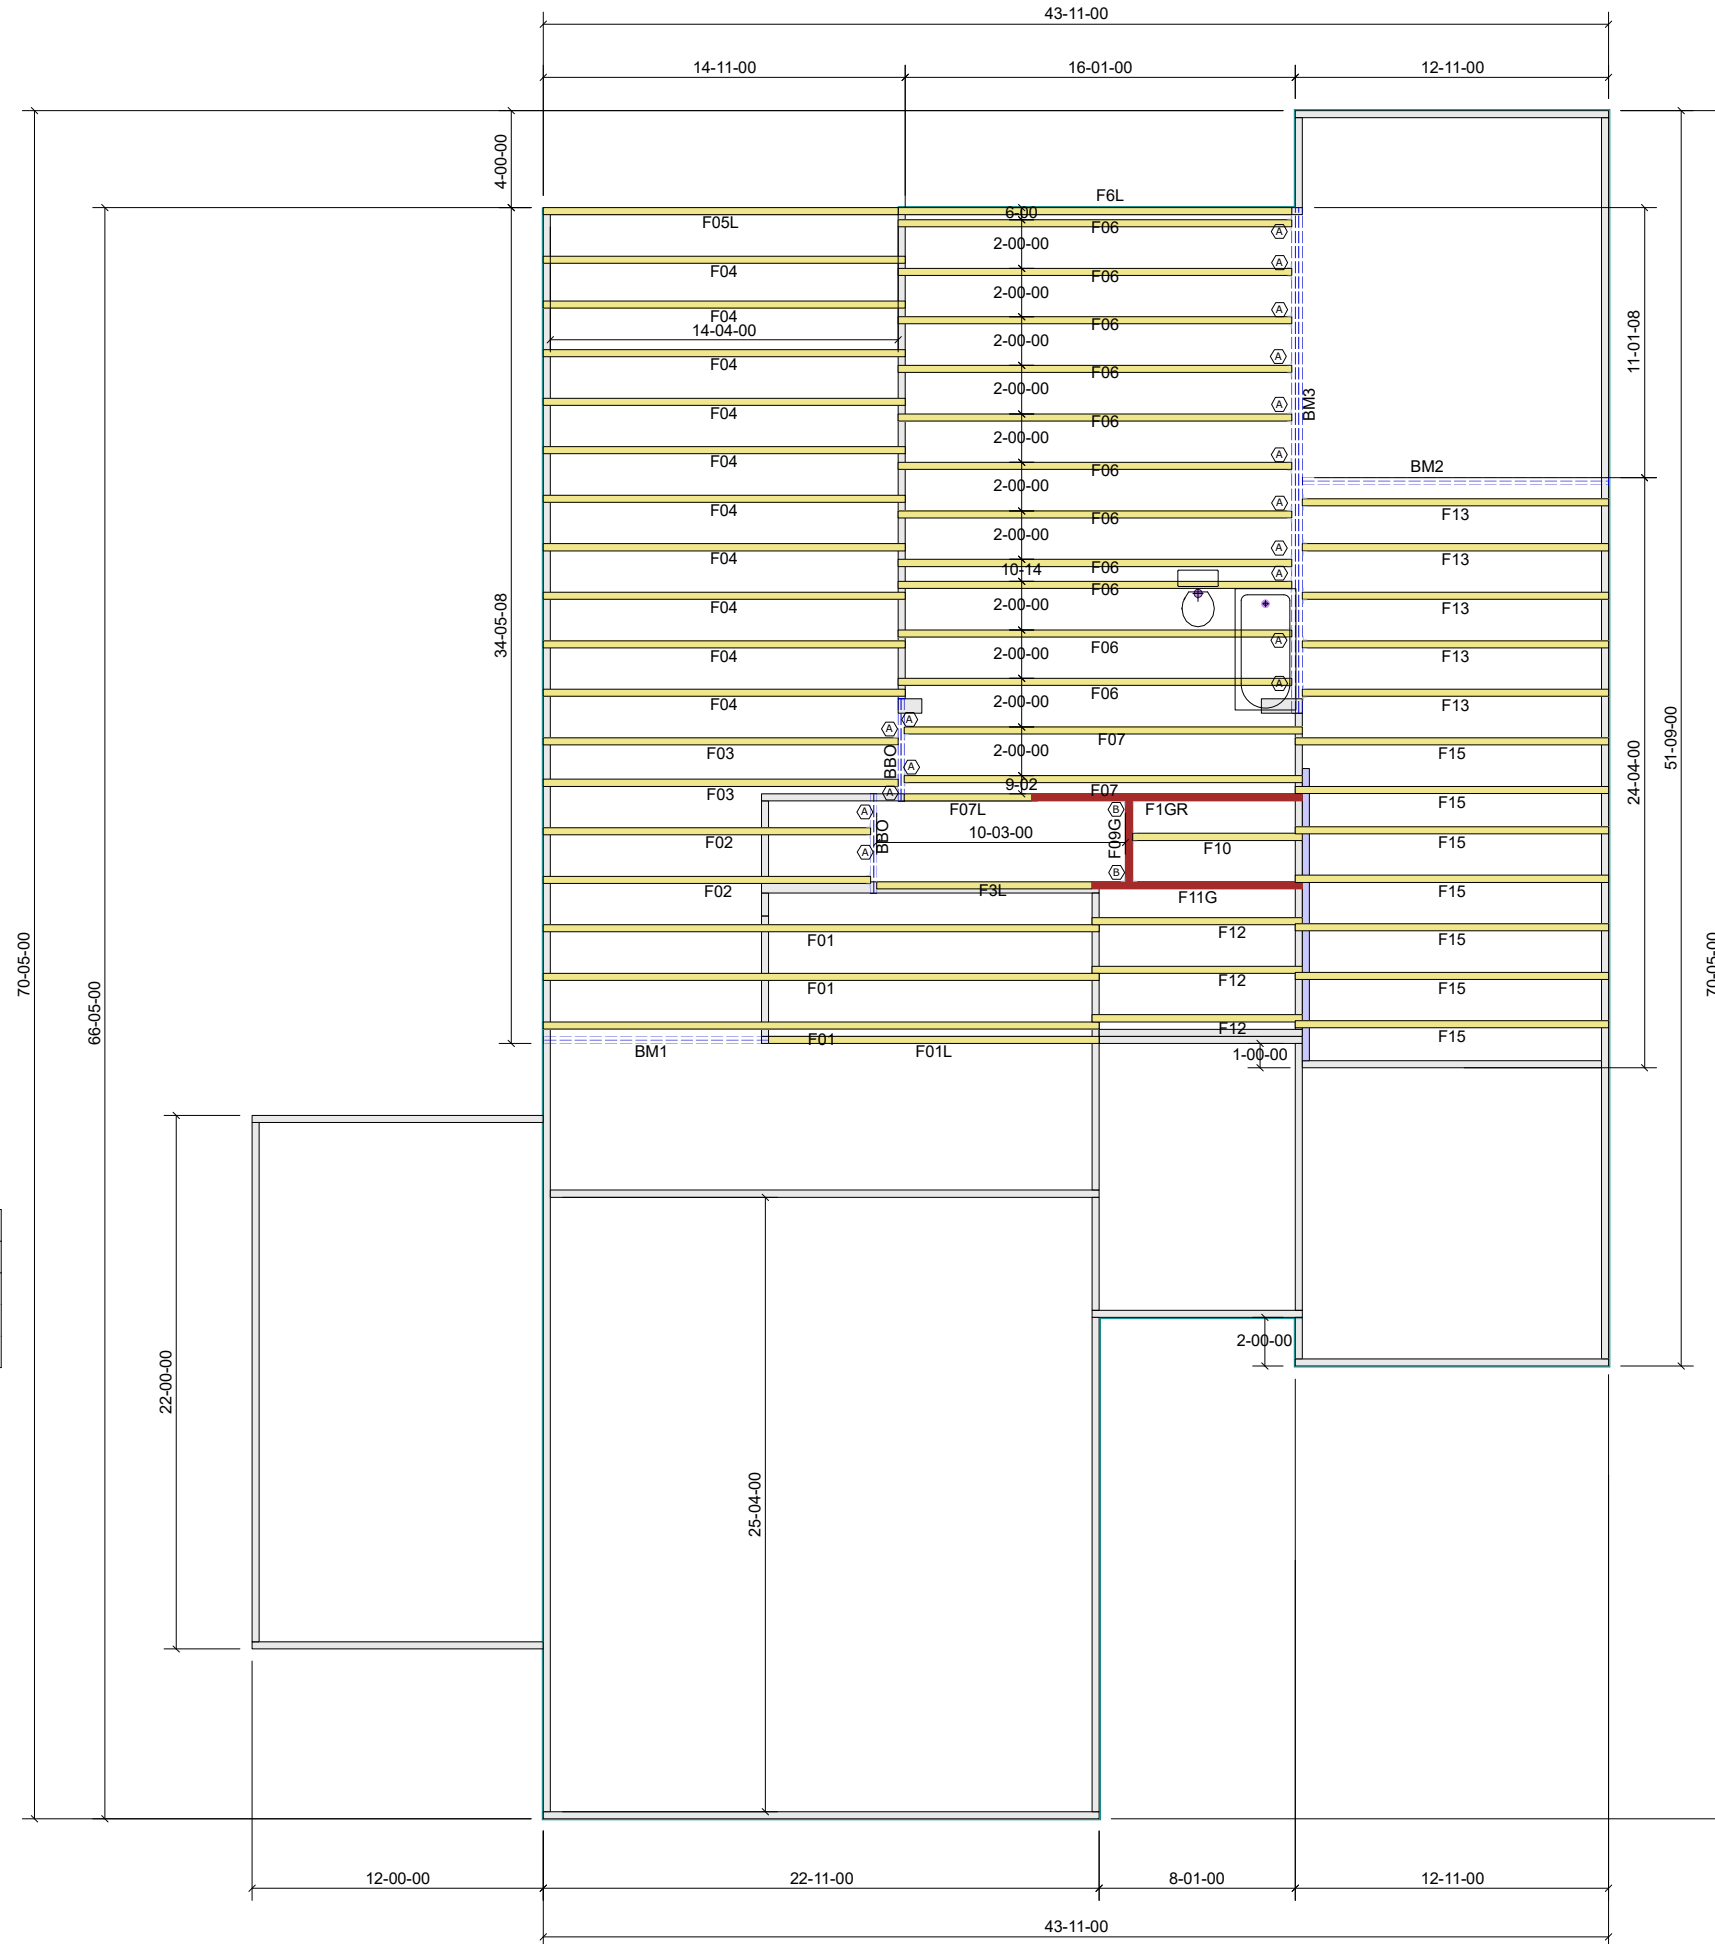 43-11-00
14-11-00
16-01-00
12-11-00
4-00-00
F6L
F05L
6-00
F06
A
2-00-00
F04
F06
A
2-00-00
F04
F06
A
14-04-00
2-00-00
F04
F06
A
2-00-00
BM3
11-01-08
F04
F06
A
2-00-00
F04
F06
A
BM2
2-00-00
F04
F06
A
F13
2-00-00
F04
F06
A
F13
10-14
F06
A
34-05-08
F04
2-00-00
F13
F04
F06
A
2-00-00
F13
F04
F06
A
2-00-00
F13
A
A
F07
51-09-00
24-04-00
F03
BBO
2-00-00
F15
A
F03
A
9-02
F07
F15
A
F07L
B
F1GR
F02
BBO
10-03-00
F09G
F10
F15
A
B
F02
F3L
F11G
F15
F01
F12
F15
70-05-00
66-05-00
70-05-00
F01
F12
F15
F01
F12
F15
BM1
F01L
1-00-00
22-00-00
2-00-00
25-04-00
12-00-00
22-11-00
8-01-00
12-11-00
43-11-00